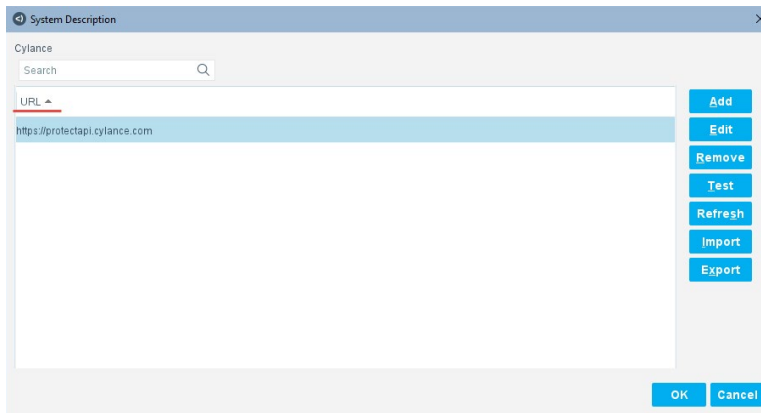 System Description
Cylance
Search
URL
https://protectapi.cylance.com
Add
Edit
Remove
Test
Refresh
Import
Export
OK
Cancel